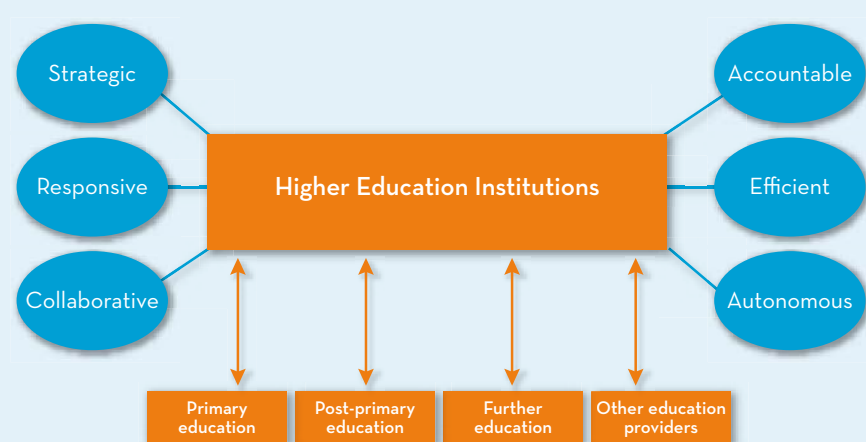 Strategic
Accountable
Responsive
Higher Education Institutions
Efficient
Collaborative
Autonomous
Primary
education
Post-primary
education
Further
education
Other education
providers